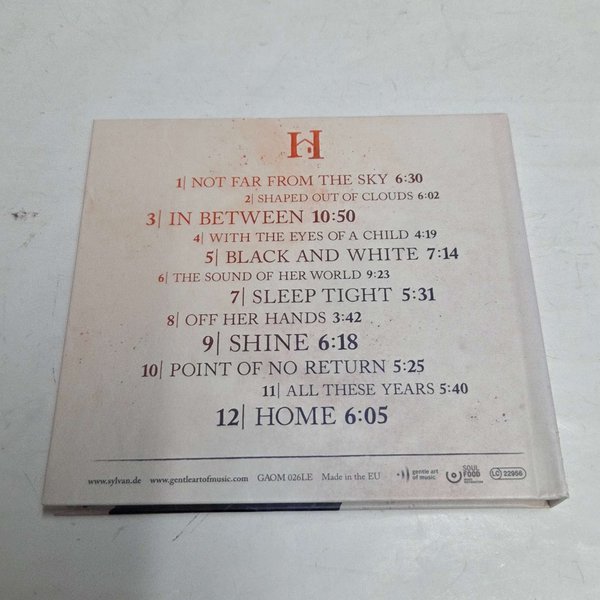 H
1| NOT FAR FROM THE SKY 6:30
2| SHAPED OUT OF CLOUDS 6:02
3| IN BETWEEN 10:50
4| WITH THE EYES OF A CHILD 4:19
5| BLACK AND WHITE 7:14
6| THE SOUND OF HER WORLD 9:23
7| SLEEP TIGHT 5:31
8| OFF HER HANDS 3:42
9| SHINE 6:18
10| POINT OF NO RETURN 5:25
11| ALL THESE YEARS 5:40
12| HOME 6:05
www.sylvan.de www.gentleartofmusic.com GAOM 026LE Made in the EU gentle art of music SOUL FOOD LC 22956